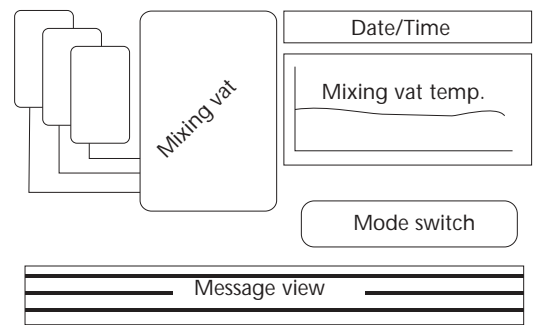 Date/Time
Mixing vat
Mixing vat temp.
Mode switch
Message view